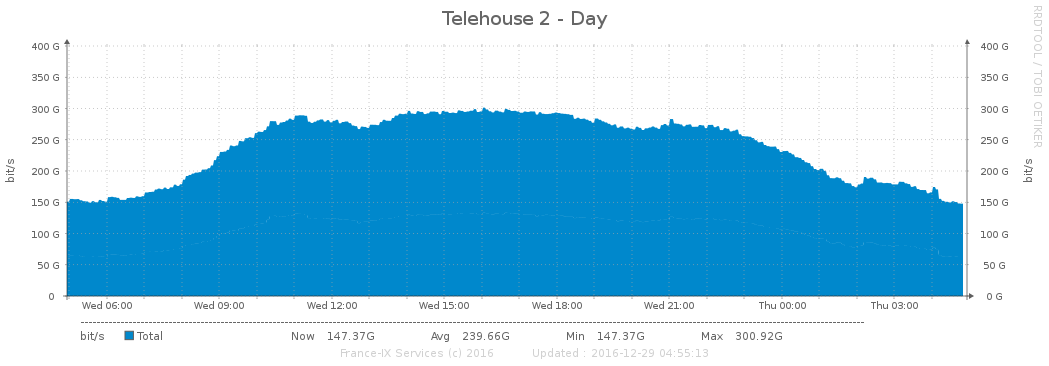 Telehouse 2 - Day
RRDTOOL / TOBI OETIKER
400 G 400 G
350 G 350 G
300 G 300 G
250 G 250 G
200 G 200 G
150 G 150 G
100 G 100 G
50 G 50 G
0 0 G
bit/s bit/s
Wed 06:00 Wed 09:00 Wed 12:00 Wed 15:00 Wed 18:00 Wed 21:00 Thu 00:00 Thu 03:00
bit/s Total Now 147.37G Avg 239.66G Min 147.37G Max 300.92G
France-IX Services (c) 2016 Updated : 2016-12-29 04:55:13